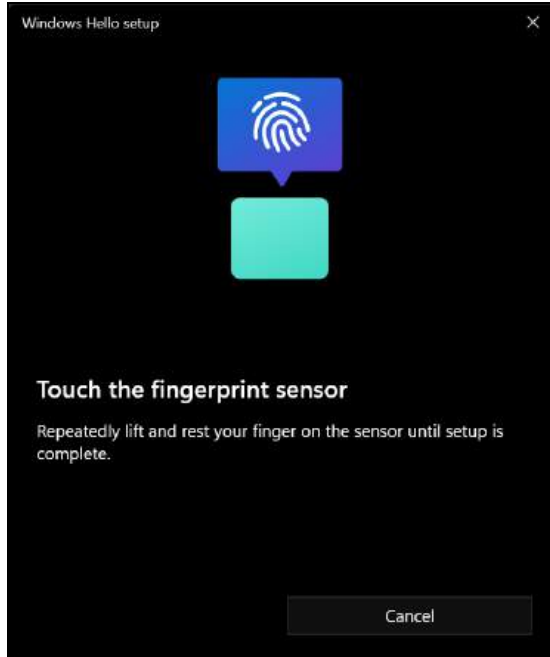 Windows Hello setup
Touch the fingerprint sensor
Repeatedly lift and rest your finger on the sensor until setup is
complete.
Cancel